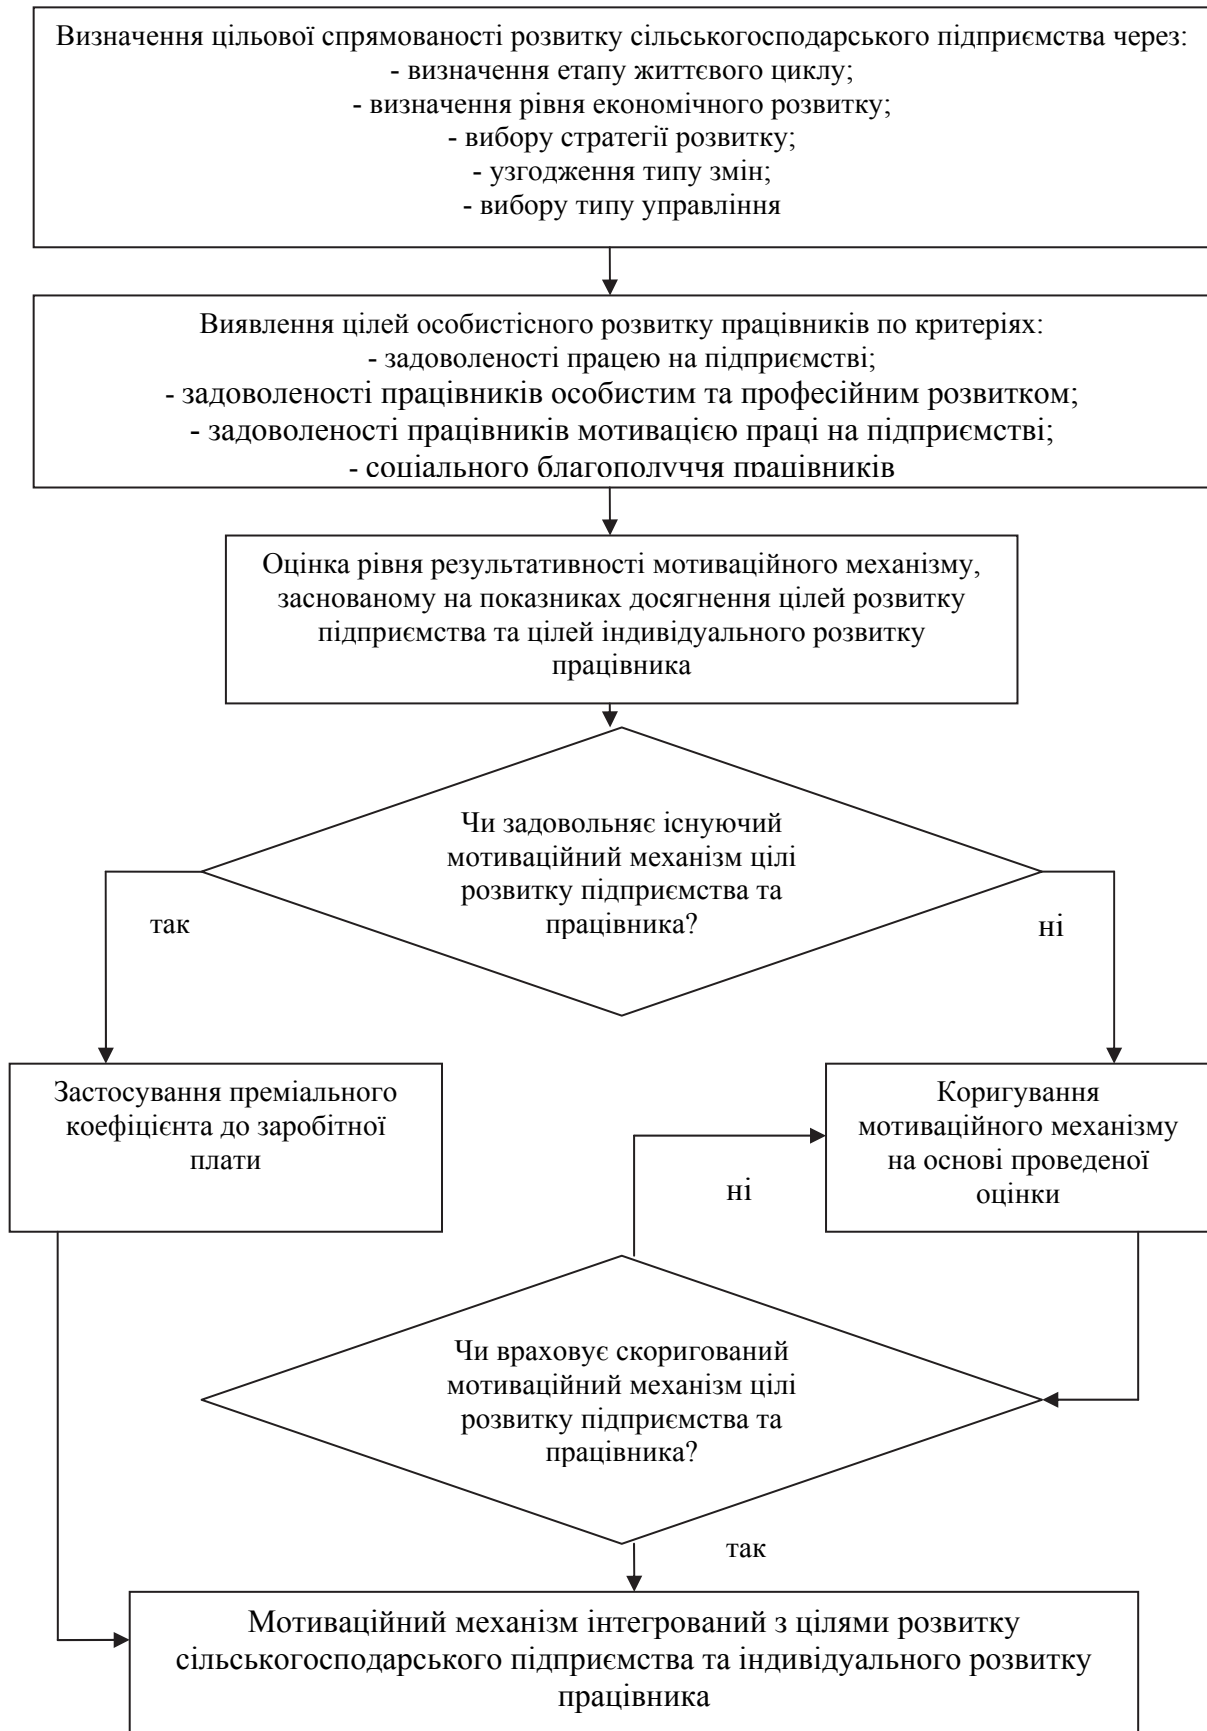 Визначення цільової спрямованості розвитку сільськогосподарського підприємства через:
- визначення етапу життєвого циклу;
- визначення рівня економічного розвитку;
- вибору стратегії розвитку;
- узгодження типу змін;
- вибору типу управління
Виявлення цілей особистісного розвитку працівників по критеріях:
- задоволеності працею на підприємстві;
- задоволеності працівників особистим та професійним розвитком;
- задоволеності працівників мотивацією праці на підприємстві;
- соціального благополуччя працівників
Оцінка рівня результативності мотиваційного механізму,
заснованому на показниках досягнення цілей розвитку
підприємства та цілей індивідуального розвитку
працівника
Чи задовольняє існуючий
мотиваційний механізм цілі
розвитку підприємства та
працівника?
так
ні
Застосування преміального
коефіцієнта до заробітної
плати
Коригування
мотиваційного механізму
на основі проведеної
оцінки
ні
Чи враховує скоригований
мотиваційний механізм цілі
розвитку підприємства та
працівника?
так
Мотиваційний механізм інтегрований з цілями розвитку
сільськогосподарського підприємства та індивідуального розвитку
працівника